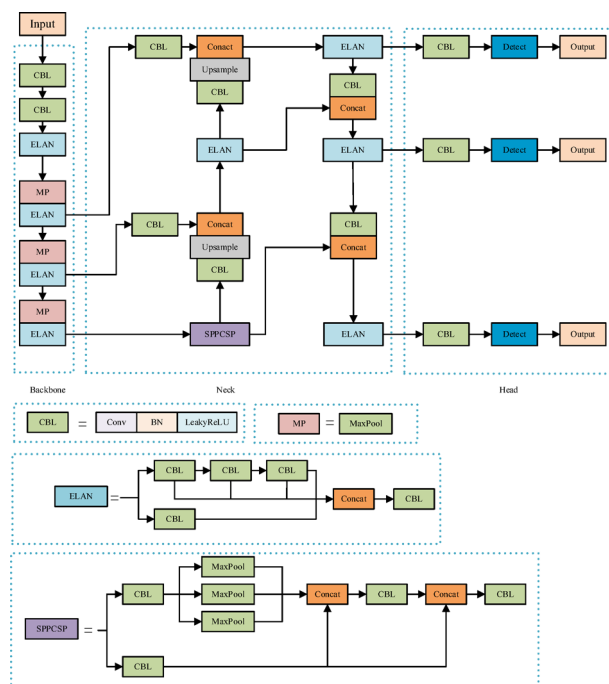 Input
CBL
Conact
ELAN
CBL
Detect
Output
CBL
Upsample
CBL
CBL
CBL
Concat
ELAN
ELAN
ELAN
CBL
Detect
Output
MP
ELAN
CBL
Concat
CBL
MP
Upsample
Concat
ELAN
CBL
MP
ELAN
SPPCSP
ELAN
CBL
Detect
Output
Backbone
Neck
Head
CBL = Conv BN LeakyReLU
MP = MaxPool
CBL CBL CBL
ELAN = Concat CBL
CBL
MaxPool
CBL MaxPool Concat CBL Concat CBL
MaxPool
SPPCSP =
CBL